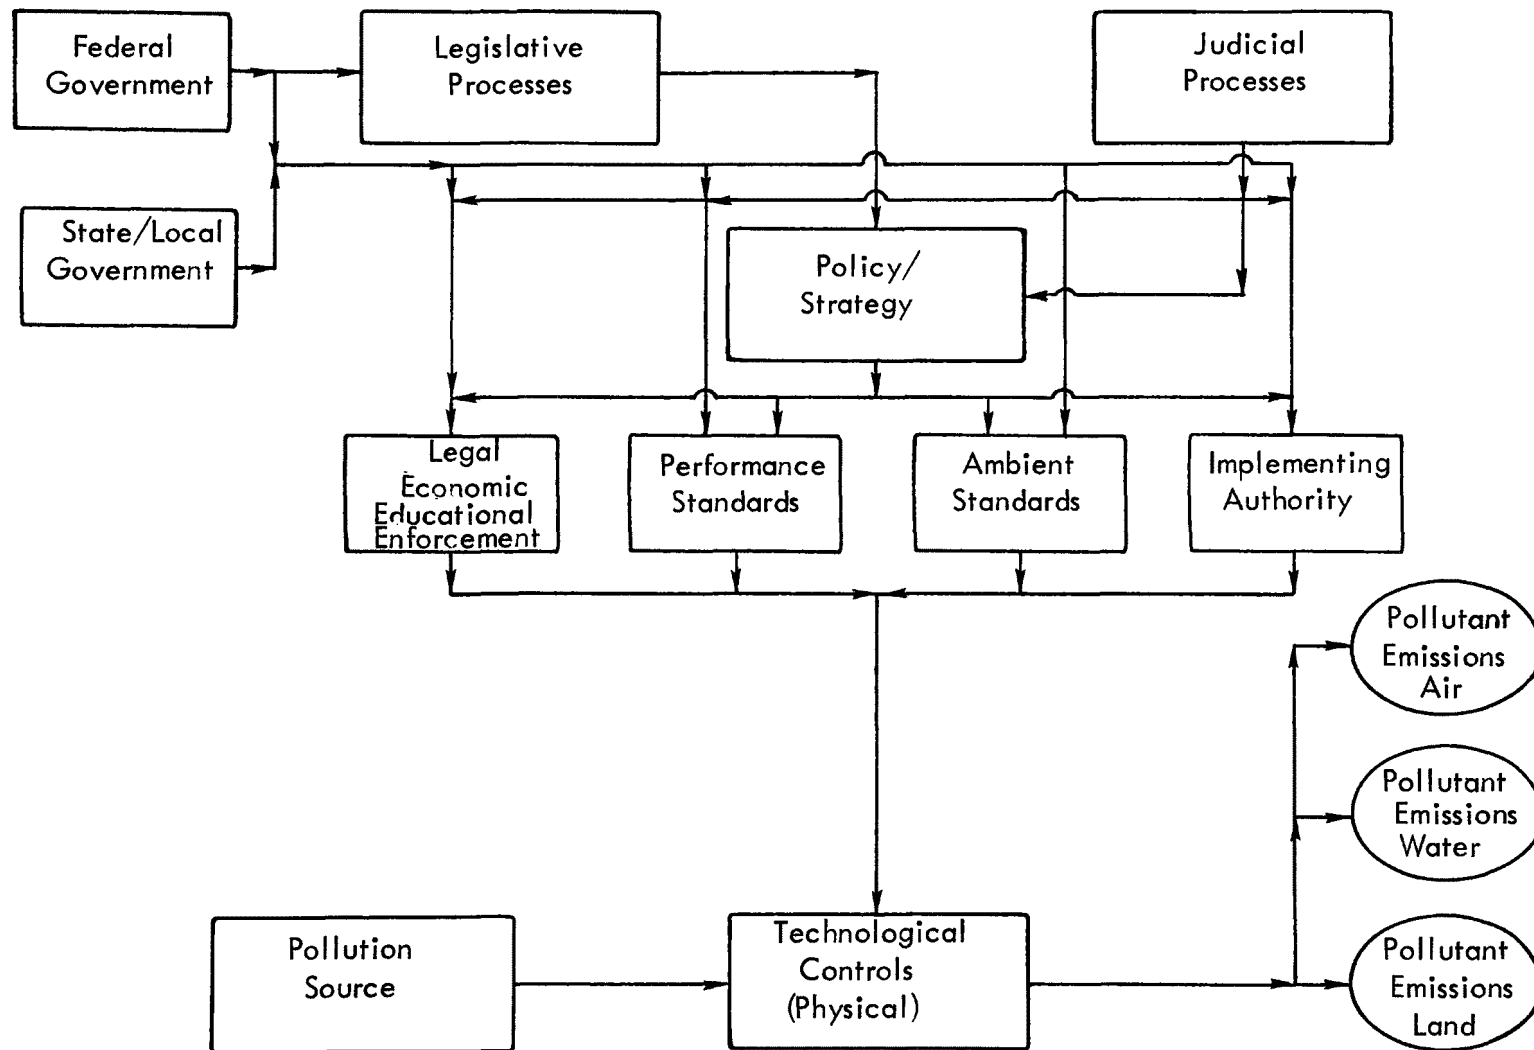 Federal
Government
Legislative
Processes
Judicial
Processes
State/Local
Government
Policy/
Strategy
Legal
Economic
Educational
Enforcement
Performance
Standards
Ambient
Standards
Implementing
Authority
Pollutant
Emissions
Air
Pollutant
Emissions
Water
Pollution
Source
Technological
Controls
(Physical)
Pollutant
Emissions
Land